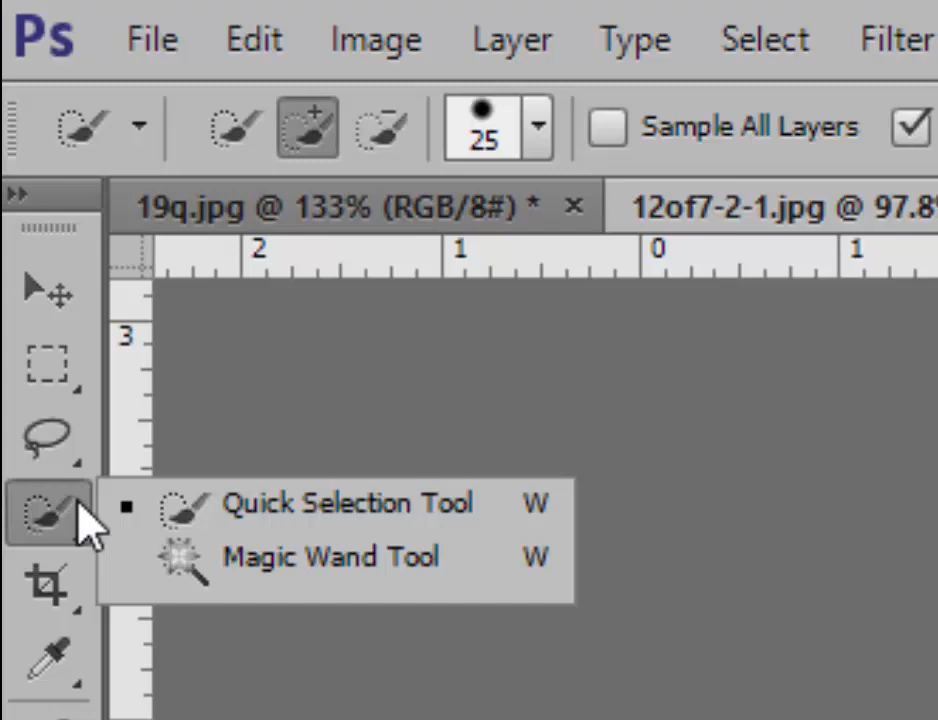 Ps File Edit Image Layer Type Select Filter
25 Sample All Layers
19q.jpg @ 133% (RGB/8#) * × 12of7-2-1.jpg @ 97.8%
2 1 0 1
3
Quick Selection Tool W
Magic Wand Tool W